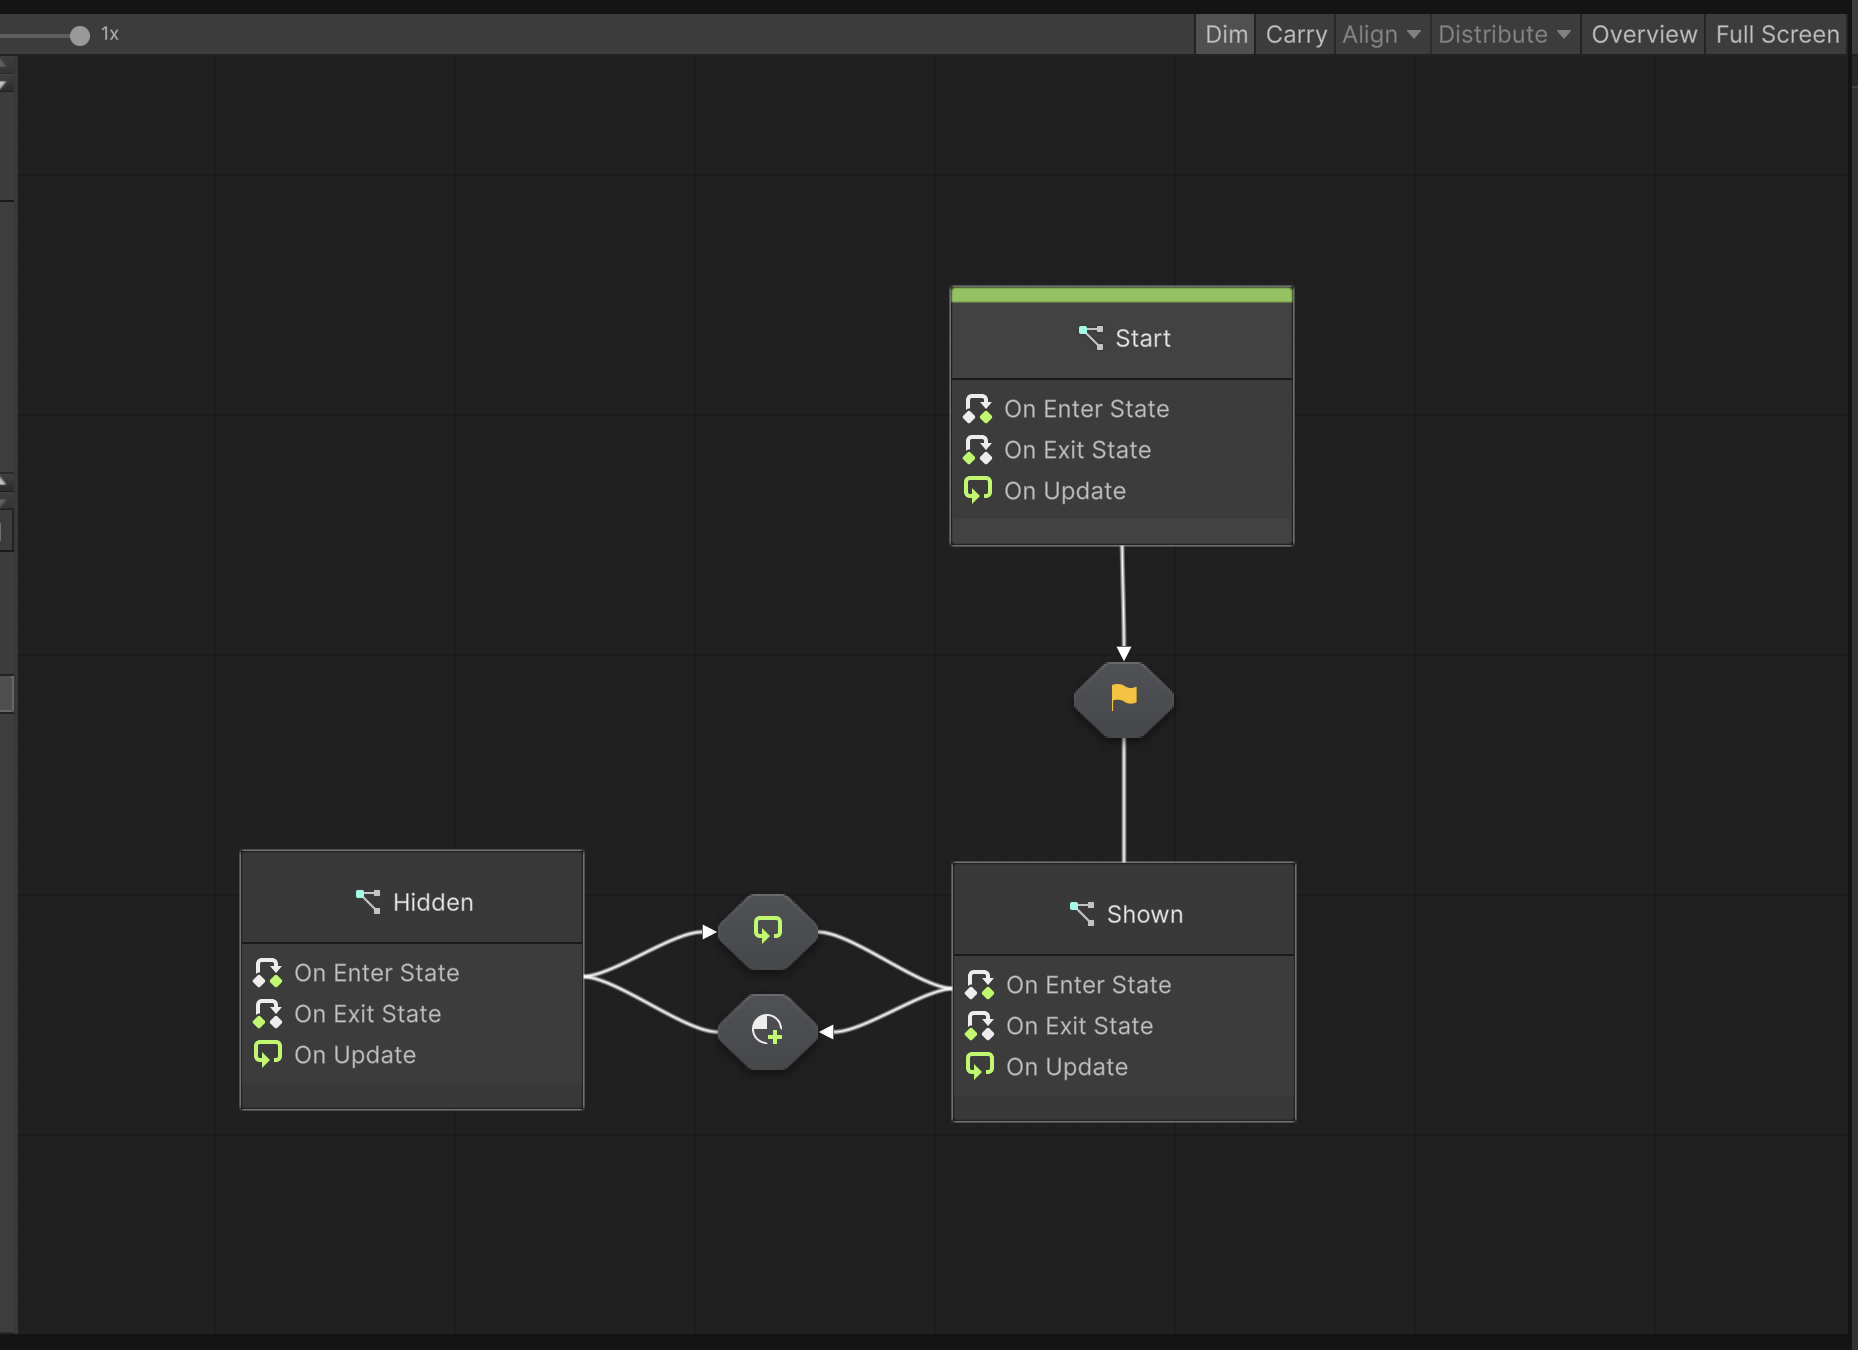 1x
Dim Carry Align Distribute Overview Full Screen
Start
On Enter State
On Exit State
On Update
Hidden
On Enter State
On Exit State
On Update
Shown
On Enter State
On Exit State
On Update